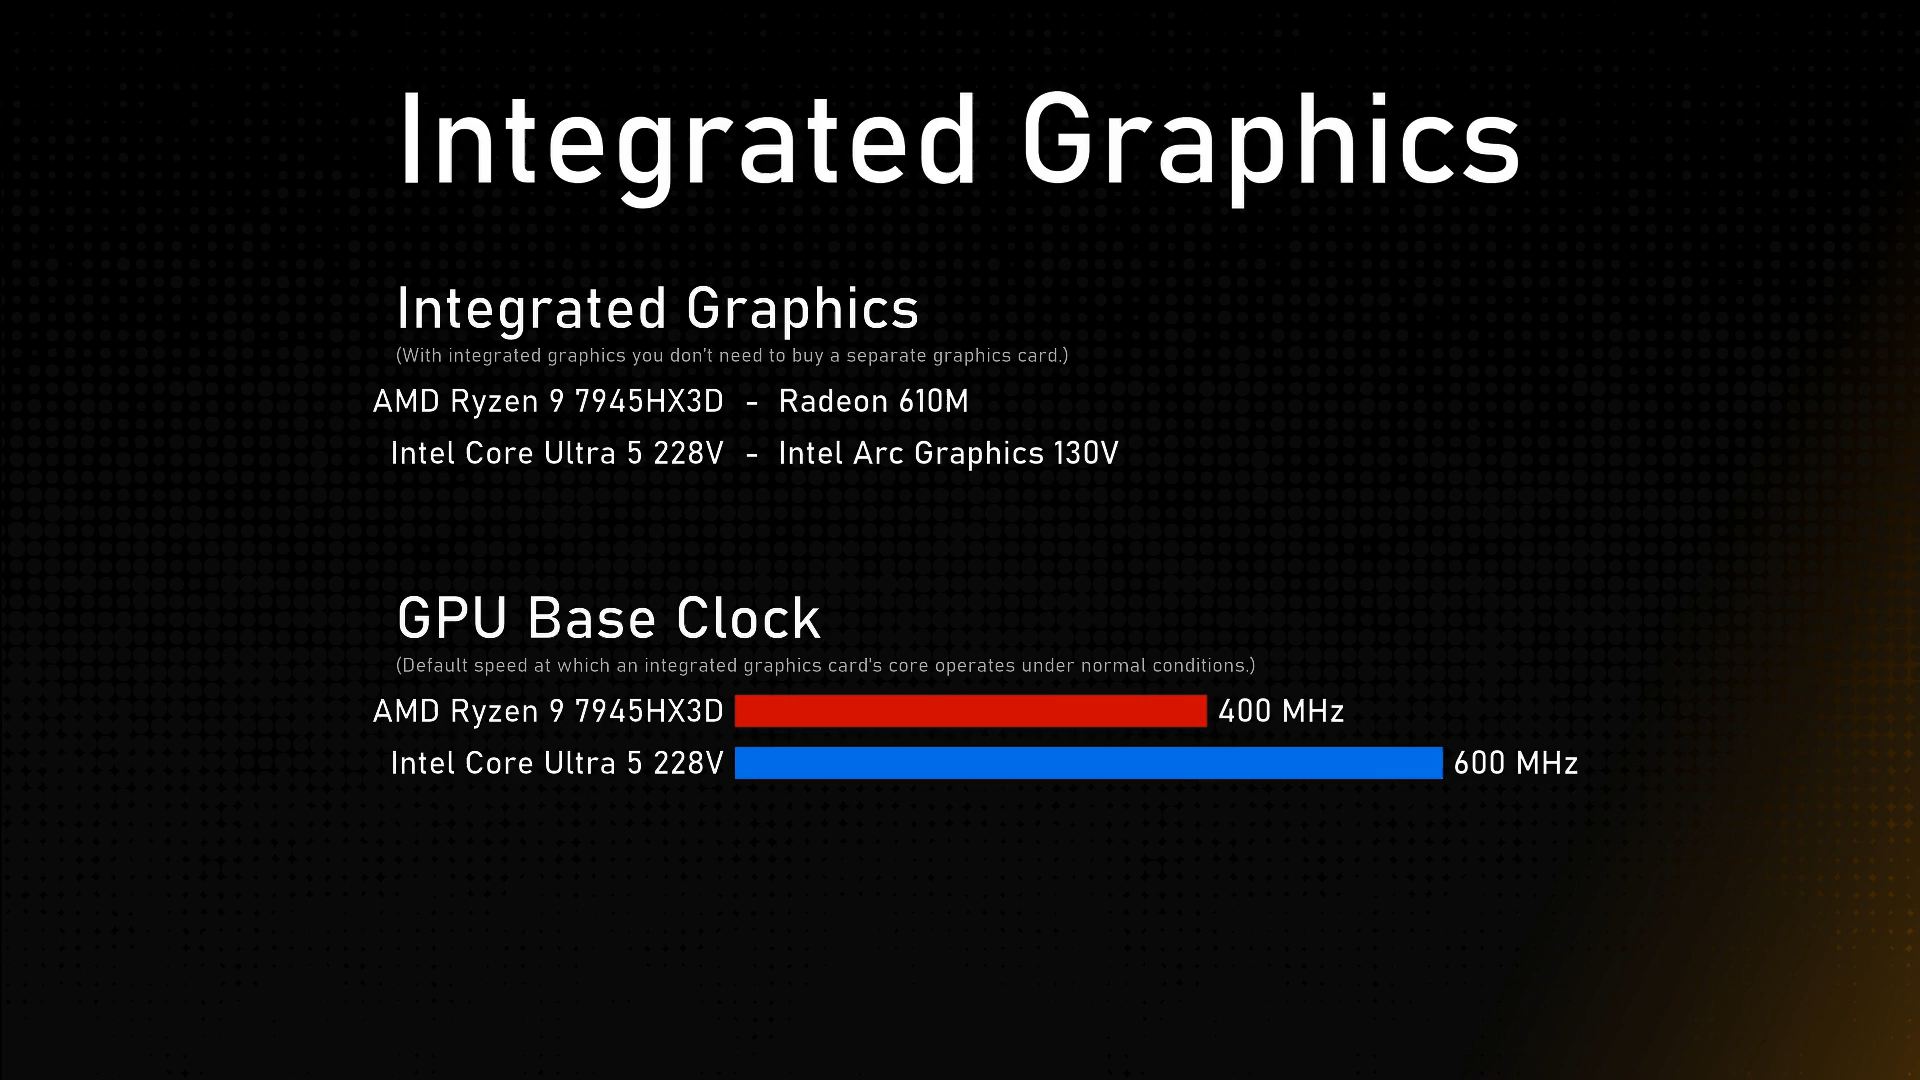 Integrated Graphics
Integrated Graphics
(With integrated graphics you don't need to buy a separate graphics card.)
AMD Ryzen 9 7945HX3D - Radeon 610M
Intel Core Ultra 5 228V - Intel Arc Graphics 130V
GPU Base Clock
(Default speed at which an integrated graphics card's core operates under normal conditions.)
AMD Ryzen 9 7945HX3D 400 MHz
Intel Core Ultra 5 228V 600 MHz